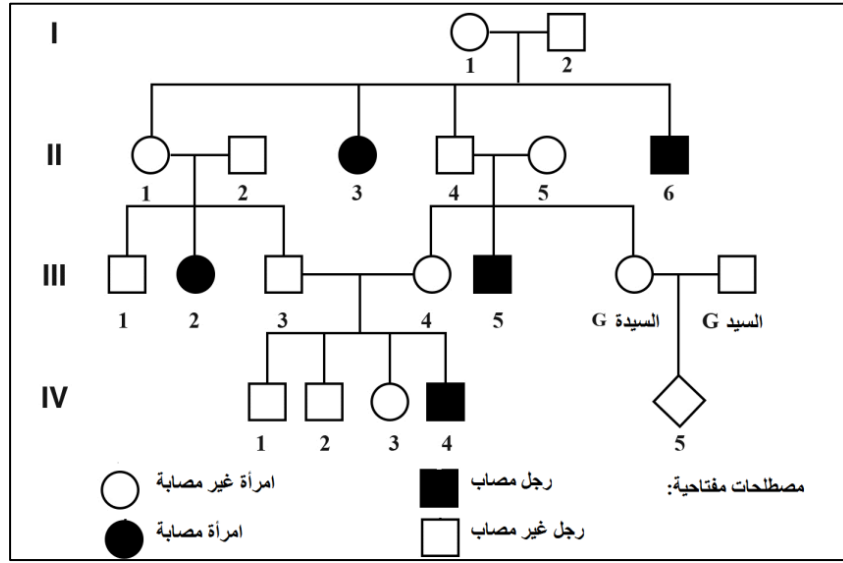 I
1 2
II
1 2 3 4 5 6
III
1 2 3 4 5 السيدة G السيد G
IV
1 2 3 4 5
مصطلحات مفتاحية: رجل مصاب امرأة غير مصابة
رجل غير مصاب امرأة مصابة